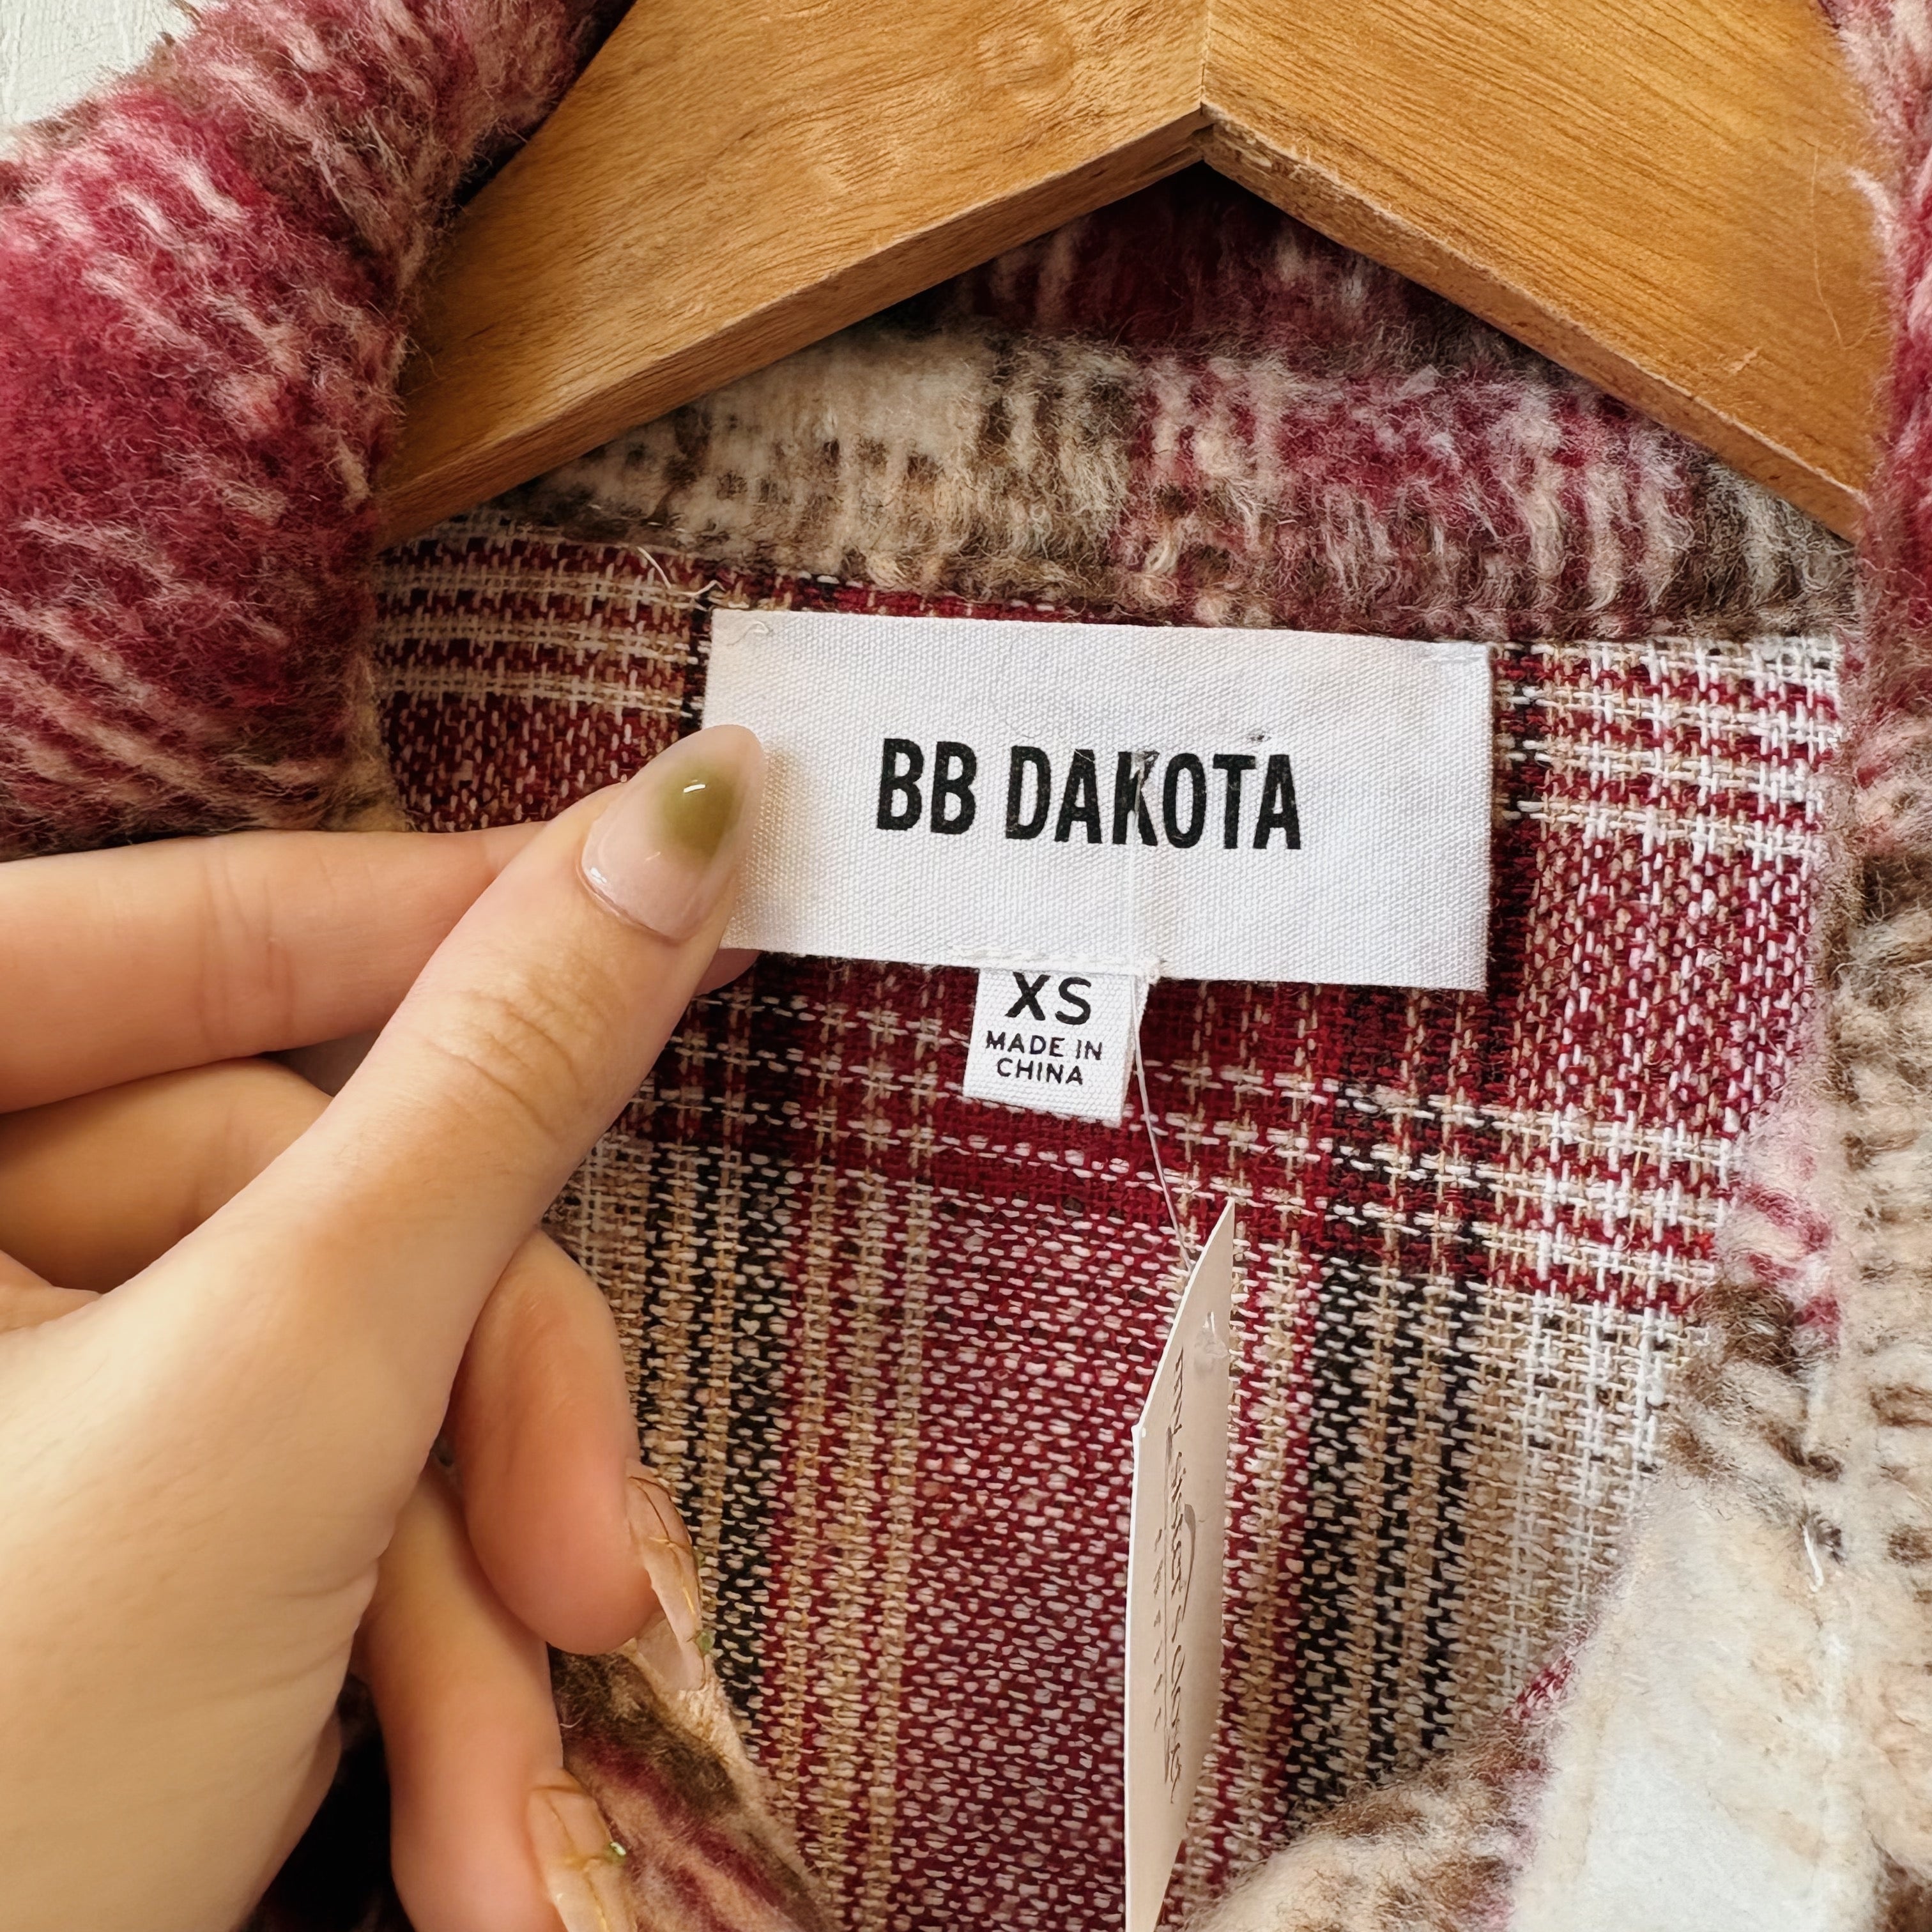 BB DAKOTA
XS
MADE IN
CHINA